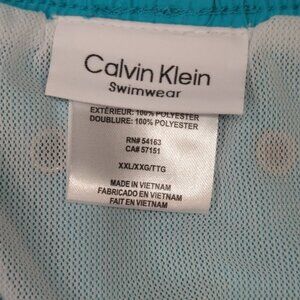 Calvin Klein
Swimwear
EXTÉRIEUR: 100% POLYESTER
DOUBLURE: 100% POLYESTER
RN# 54163
CA# 57151
XXL/XXG/TTG
MADE IN VIETNAM
FABRICADO EN VIETNAM
FAIT EN VIETNAM